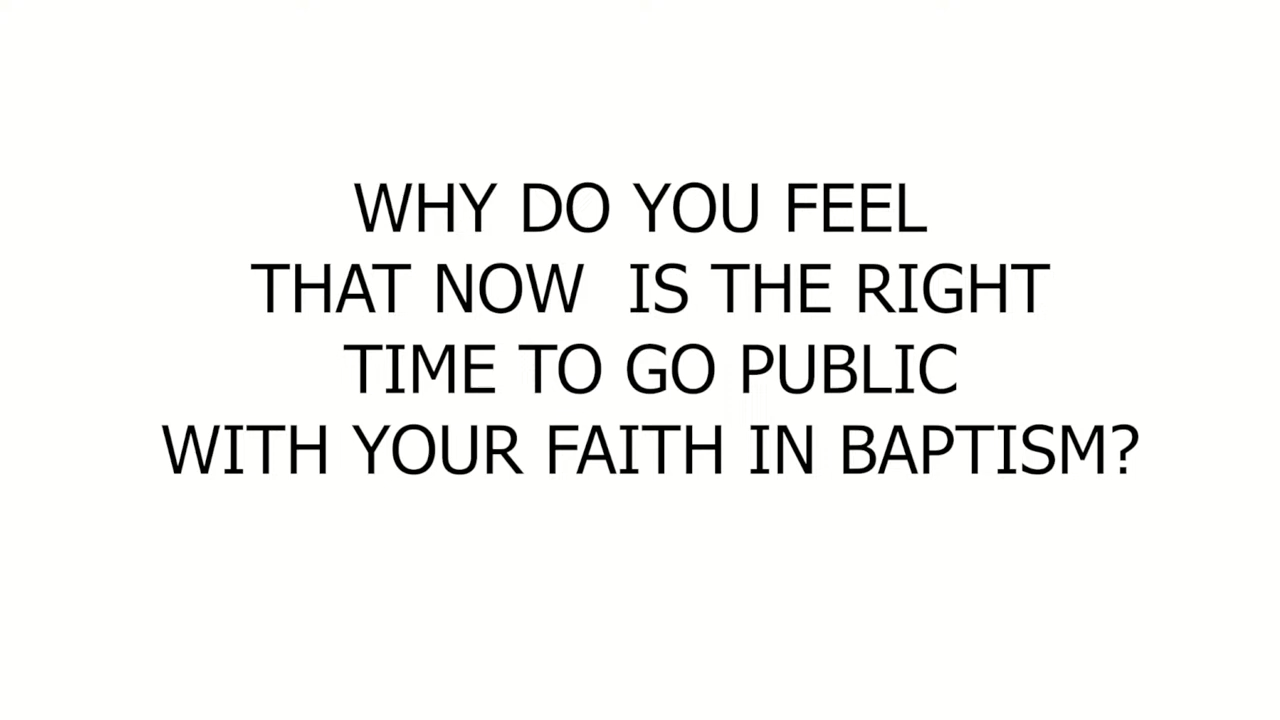 WHY DO YOU FEEL
THAT NOW  IS THE RIGHT
TIME TO GO PUBLIC
WITH YOUR FAITH IN BAPTISM?